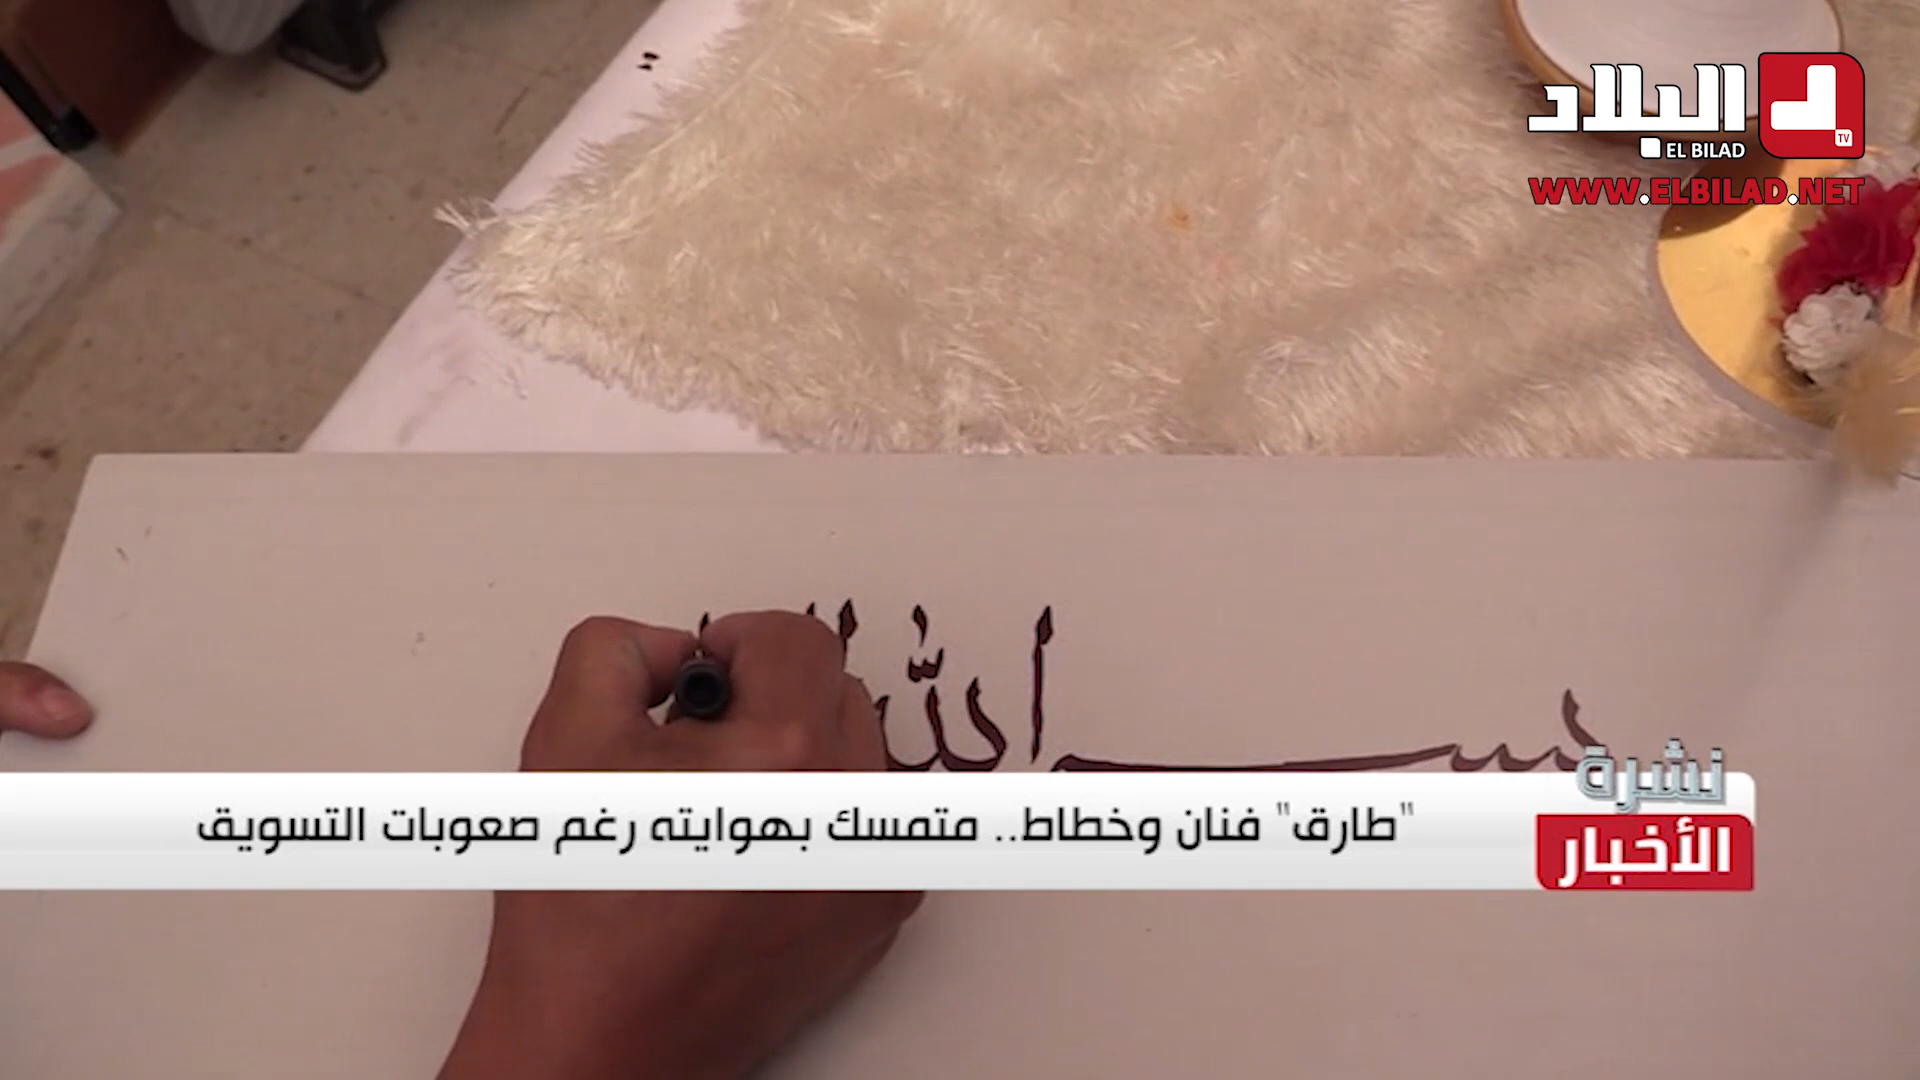 البلاد
TV
EL BILAD
WWW.ELBILAD.NET
بسم الله ا
نشرة
الأخبار
"طارق" فنان وخطاط.. متمسك بهوايته رغم صعوبات التسويق